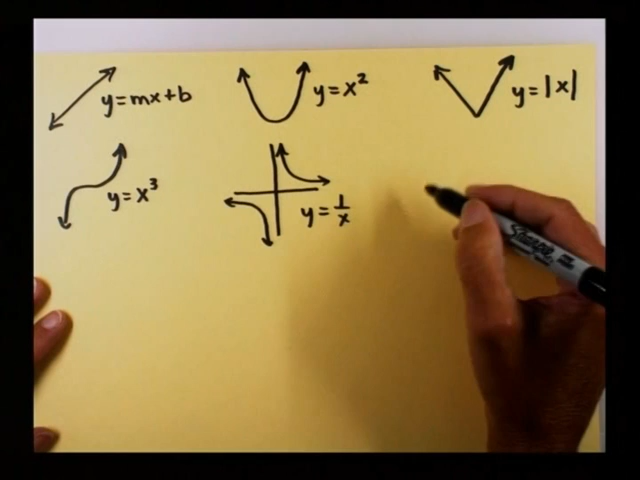 y=mx+b
y=x²
y=|x|
y=x³
y=1/x
Sharpie